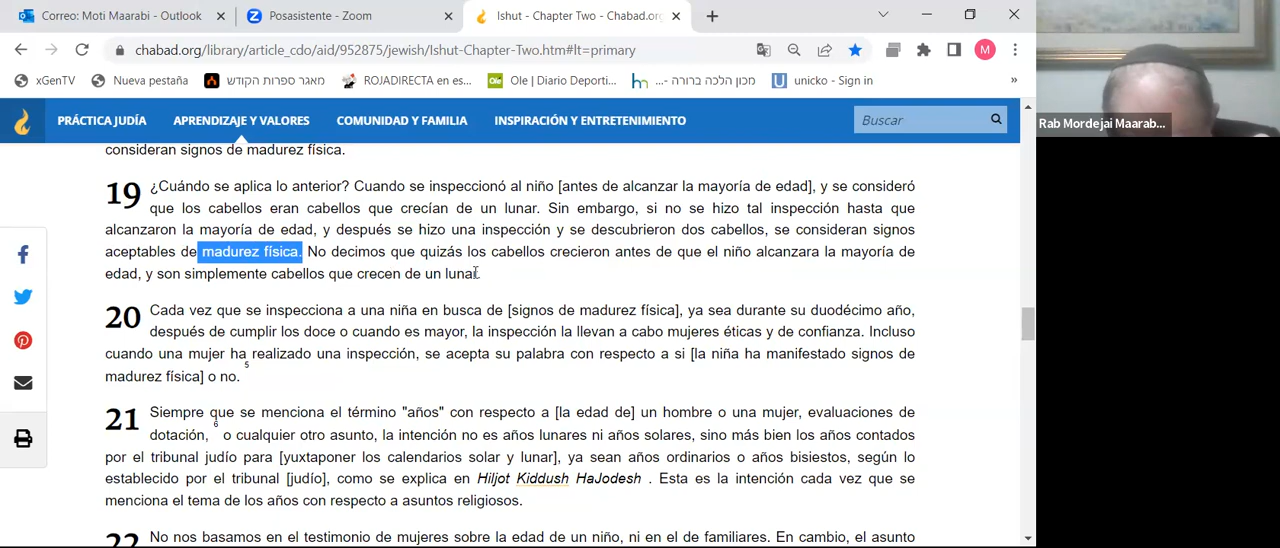 Correo: Moti Maarabi - Outlook
Posasistente - Zoom
Ishut - Chapter Two - Chabad.org
chabad.org/library/article_cdo/aid/952875/jewish/Ishut-Chapter-Two.htm#lt=primary
M
xGenTV
Nueva pestaña
מאגר ספרות הקודש
ROJADIRECTA en es...
Ole | Diario Deporti...
מכון הלכה ברורה -...
unicko - Sign in
»
PRÁCTICA JUDÍA
APRENDIZAJE Y VALORES
COMUNIDAD Y FAMILIA
INSPIRACIÓN Y ENTRETENIMIENTO
Buscar
Rab Mordejai Maarab...
consideran signos de madurez física.
19 ¿Cuándo se aplica lo anterior? Cuando se inspeccionó al niño [antes de alcanzar la mayoría de edad], y se consideró
que los cabellos eran cabellos que crecían de un lunar. Sin embargo, si no se hizo tal inspección hasta que
alcanzaron la mayoría de edad, y después se hizo una inspección y se descubrieron dos cabellos, se consideran signos
aceptables de madurez física. No decimos que quizás los cabellos crecieron antes de que el niño alcanzara la mayoría de
edad, y son simplemente cabellos que crecen de un lunar.
20 Cada vez que se inspecciona a una niña en busca de [signos de madurez física], ya sea durante su duodécimo año,
después de cumplir los doce o cuando es mayor, la inspección la llevan a cabo mujeres éticas y de confianza. Incluso
cuando una mujer ha realizado una inspección, se acepta su palabra con respecto a si [la niña ha manifestado signos de
madurez física] o no. 5
21 Siempre que se menciona el término "años" con respecto a [la edad de] un hombre o una mujer, evaluaciones de
dotación, 6 o cualquier otro asunto, la intención no es años lunares ni años solares, sino más bien los años contados
por el tribunal judío para [yuxtaponer los calendarios solar y lunar], ya sean años ordinarios o años bisiestos, según lo
establecido por el tribunal [judío], como se explica en Hiljot Kiddush HaJodesh . Esta es la intención cada vez que se
menciona el tema de los años con respecto a asuntos religiosos.
22 No nos basamos en el testimonio de mujeres sobre la edad de un niño, ni en el de familiares. En cambio, el asunto